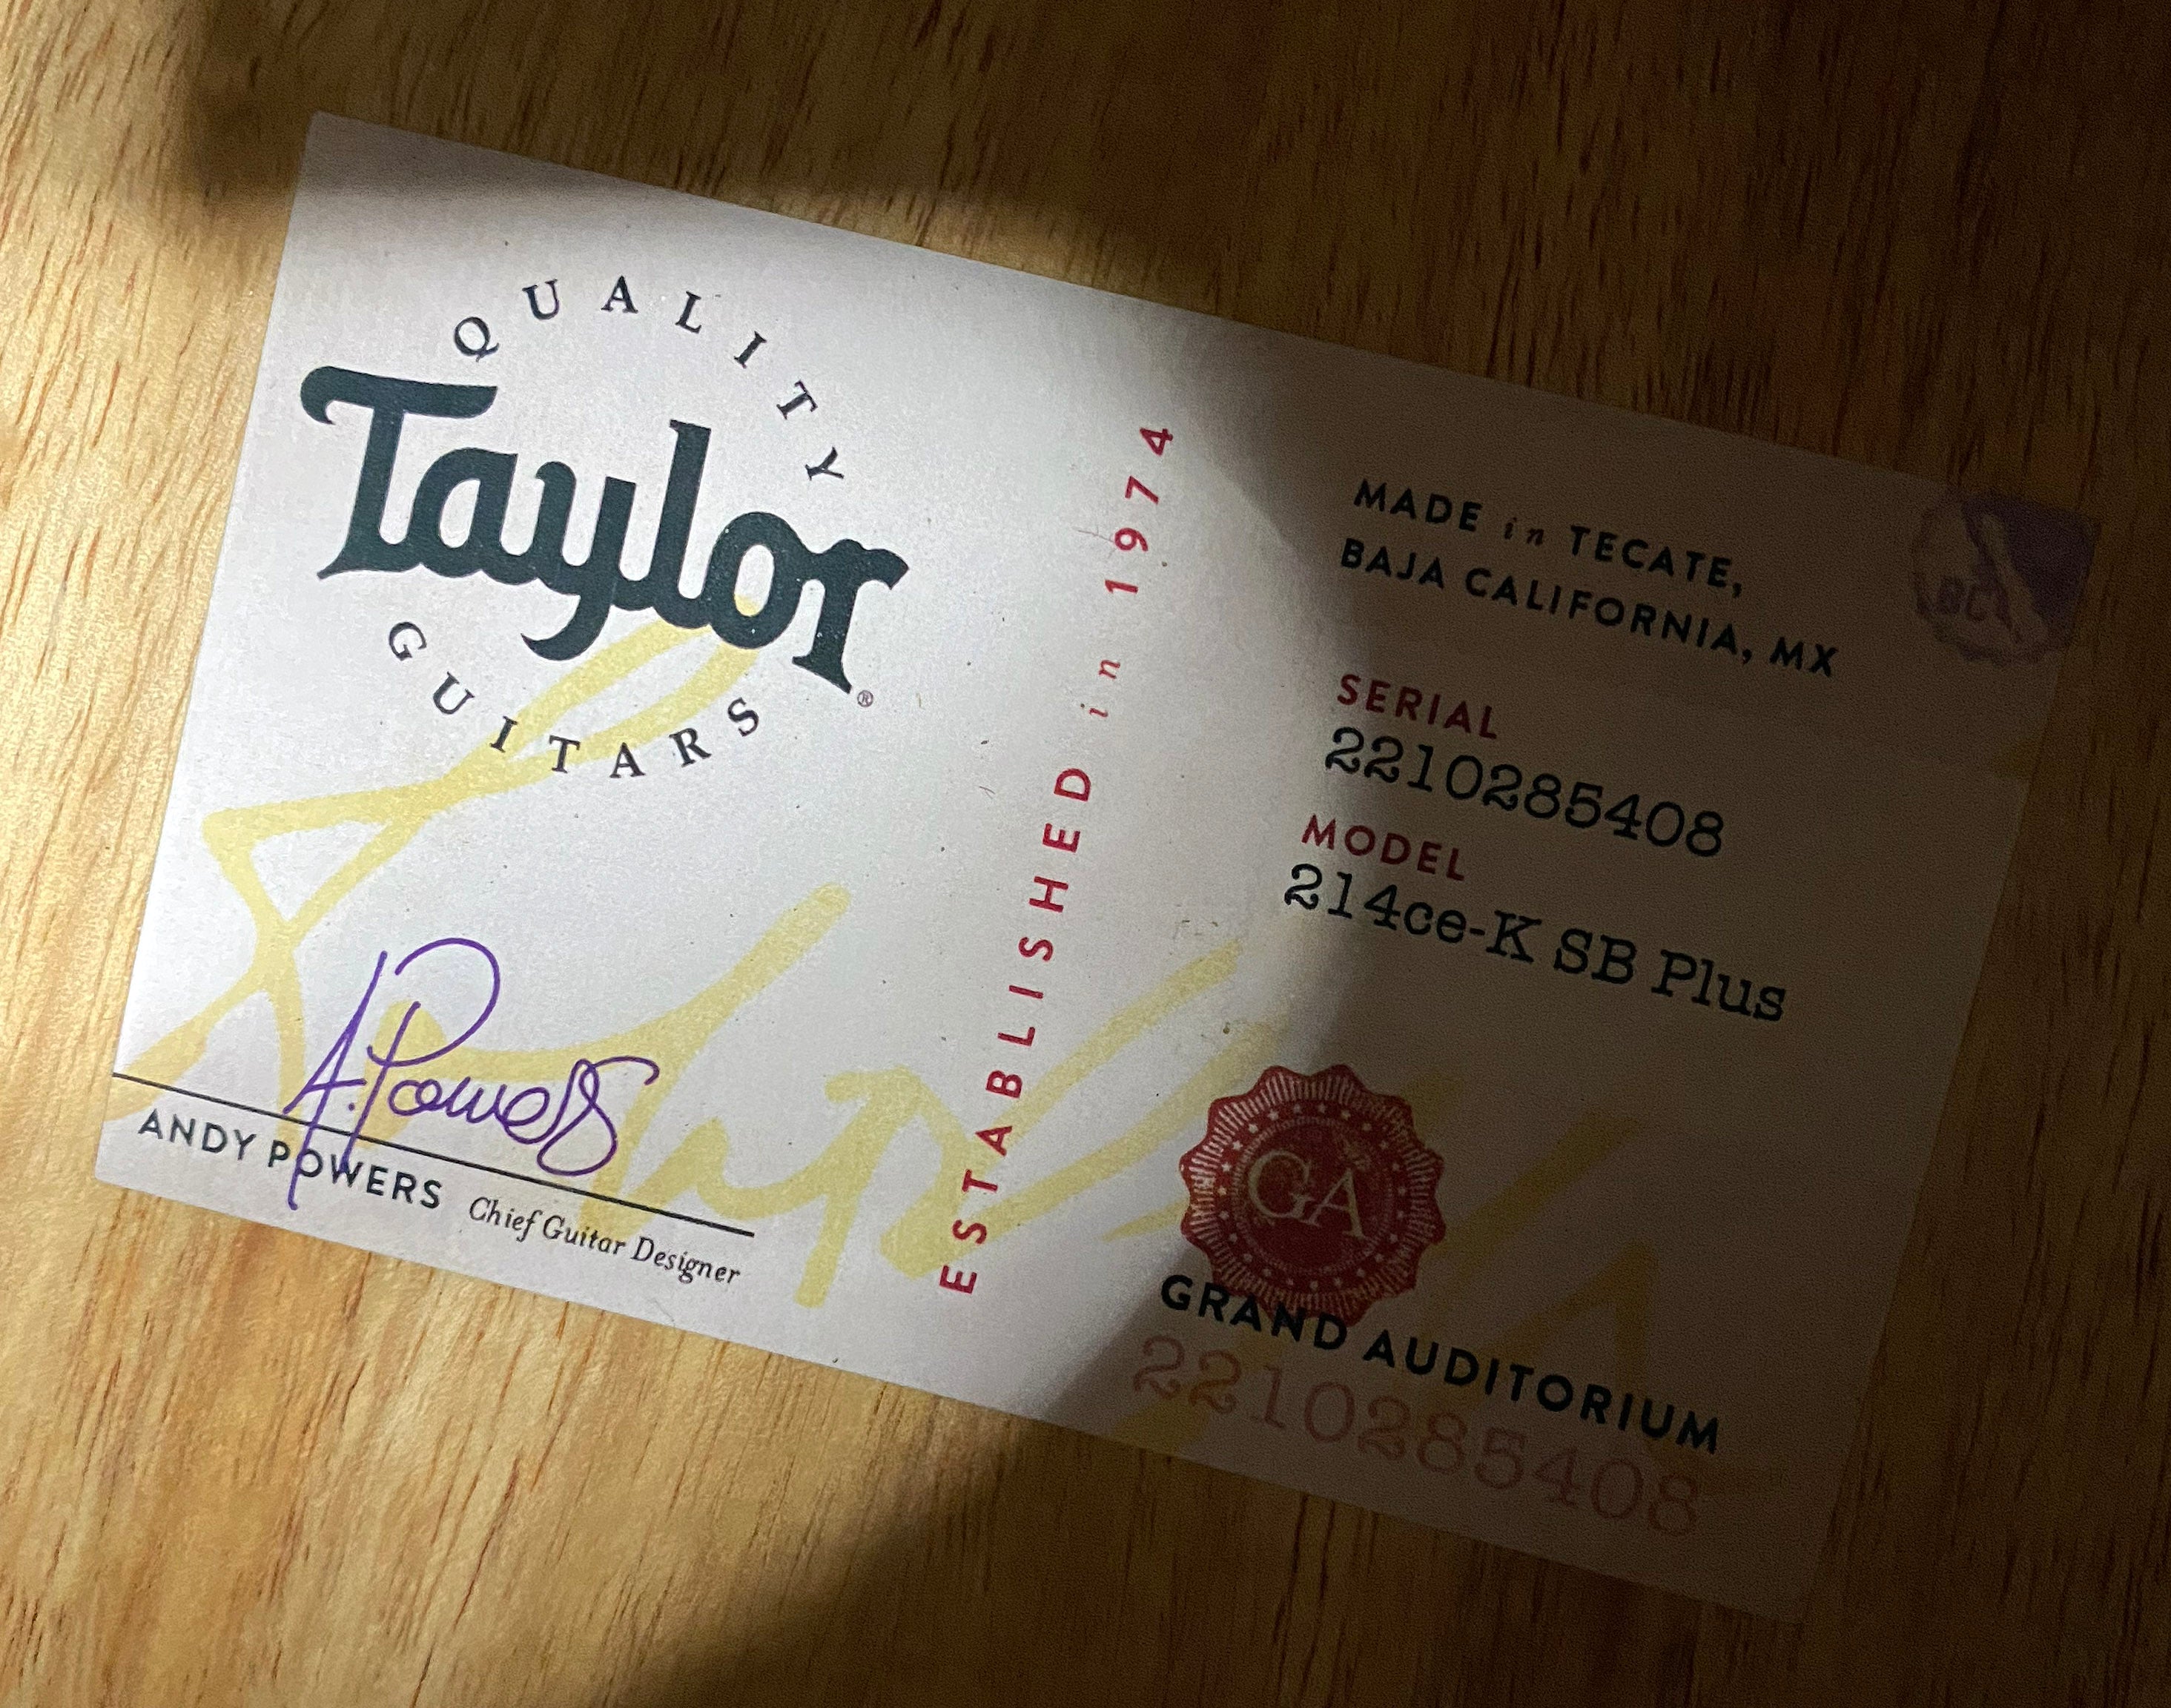 QUALITY
Taylor®
GUITARS
A. Powers
ANDY POWERS Chief Guitar Designer
ESTABLISHED in 1974
MADE in TECATE,
BAJA CALIFORNIA, MX
BC
SERIAL
2210285408
MODEL
214ce-K SB Plus
GA
GRAND AUDITORIUM
2210285408